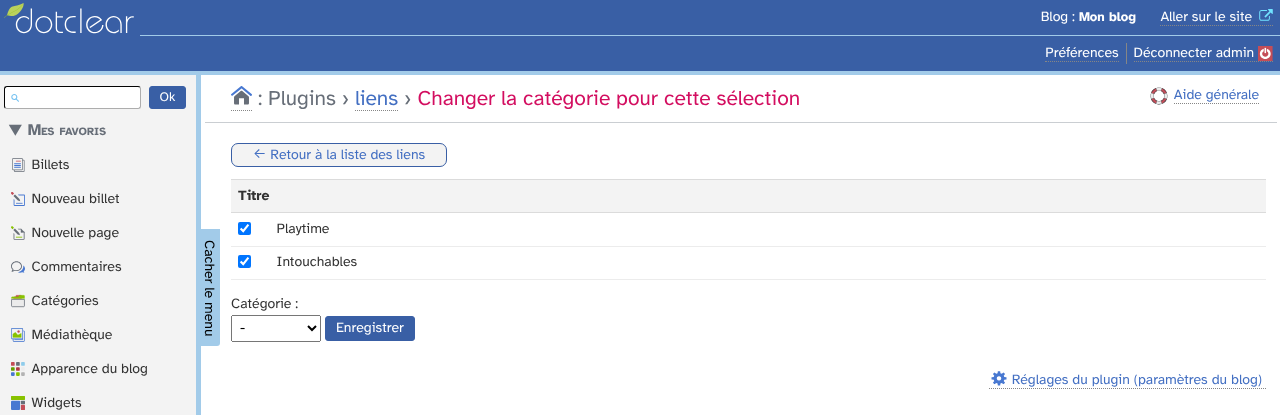 dotclear
Blog : Mon blog
Aller sur le site
Préférences
Déconnecter admin
Ok
: Plugins › liens › Changer la catégorie pour cette sélection
Aide générale
▼ Mes favoris
Billets
Nouveau billet
Nouvelle page
Commentaires
Catégories
Médiathèque
Apparence du blog
Widgets
Cacher le menu
← Retour à la liste des liens
Titre
Playtime
Intouchables
Catégorie :
-
Enregistrer
Réglages du plugin (paramètres du blog)